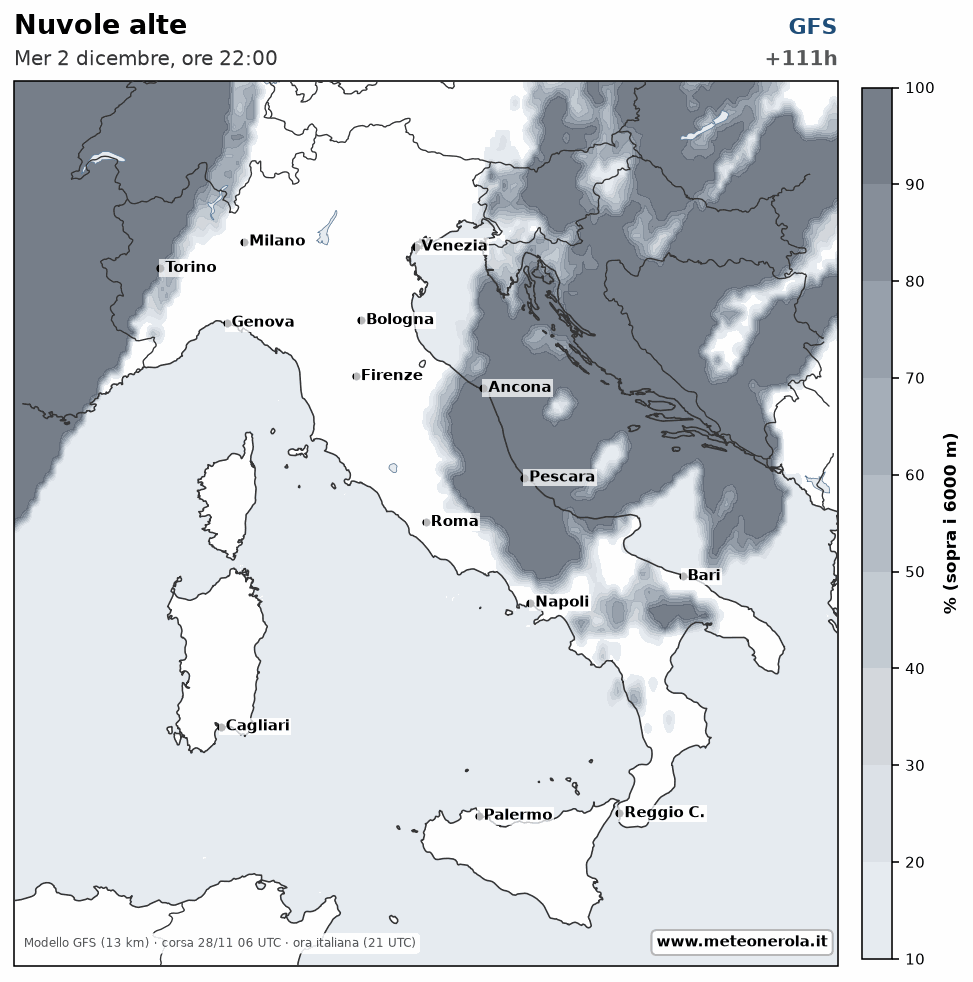 Nuvole alte
GFS
Mer 2 dicembre, ore 22:00
+111h
100
90
80
70
60
50
40
30
20
10
% (sopra i 6000 m)
Milano
Venezia
Torino
Genova
Bologna
Firenze
Ancona
Pescara
Roma
Bari
Napoli
Cagliari
Palermo
Reggio C.
Modello GFS (13 km) · corsa 28/11 06 UTC · ora italiana (21 UTC)
www.meteonerola.it